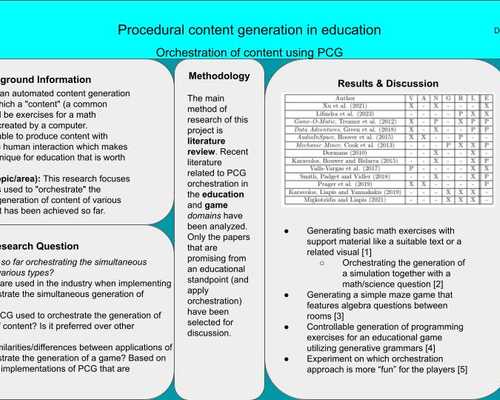 Procedural content generation in education
D
Orchestration of content using PCG
ground Information
an automated content generation
which a "content" (a common
d be exercises for a math
created by a computer.
able to produce content with
human interaction which makes
nique for education that is worth
opic/area): This research focuses
s used to "orchestrate" the
generation of content of various
t has been achieved so far.
esearch Question
so far orchestrating the simultaneous
various types?
are used in the industry when implementing
strate the simultaneous generation of
CG used to orchestrate the generation of
f content? Is it preferred over other
milarities/differences between applications of
strate the generation of a game? Based on
implementations of PCG that are
Methodology
The main
method of
research of this
project is
literature
review. Recent
literature
related to PCG
orchestration in
the education
and game
domains have
been analyzed.
Only the papers
that are
promising from
an educational
standpoint (and
apply
orchestration)
have been
selected for
discussion.
Results & Discussion
Author V A N G R L E
Xu et al. (2021) X - X - - - -
Lifindra et al. (2023) - - - - P X X
Game-O-Matic, Treanor et al. (2012)
Data Adventures, Green et al. (2018)
AudioInSpace, Hoover et al. (2015)
Mechanic Miner, Cook et al. (2013)
Dormans (2010)
Karavolos, Bouwer and Bidarra (2015)
Valls-Vargas et al. (2017)
Smith, Padget and Vidler (2018)
Prager et al. (2019)
Karavolos, Liapis and Yannakakis (2019)
Migkotzidis and Liapis (2021)
● Generating basic math exercises with
support material like a suitable text or a
related visual [1]
○ Orchestrating the generation of
a simulation together with a
math/science question [2]
● Generating a simple maze game that
features algebra questions between
rooms [3]
● Controllable generation of programming
exercises for an educational game
utilizing generative grammars [4]
● Experiment on which orchestration
approach is more “fun” for the players [5]